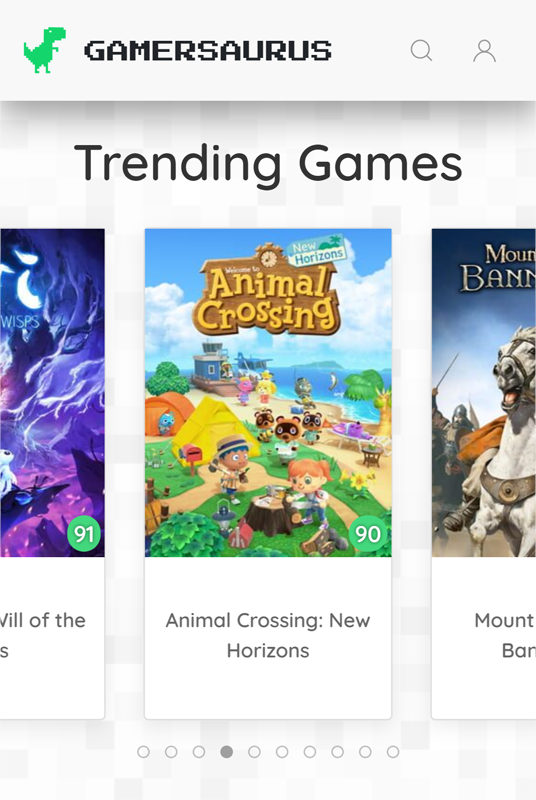 GAMERSAURUS
Trending Games
WISPS
91
Will of the
s
New
Horizons
Welcome to
Animal
Crossing
90
Animal Crossing: New
Horizons
Moun
BANN
Mount
Ban